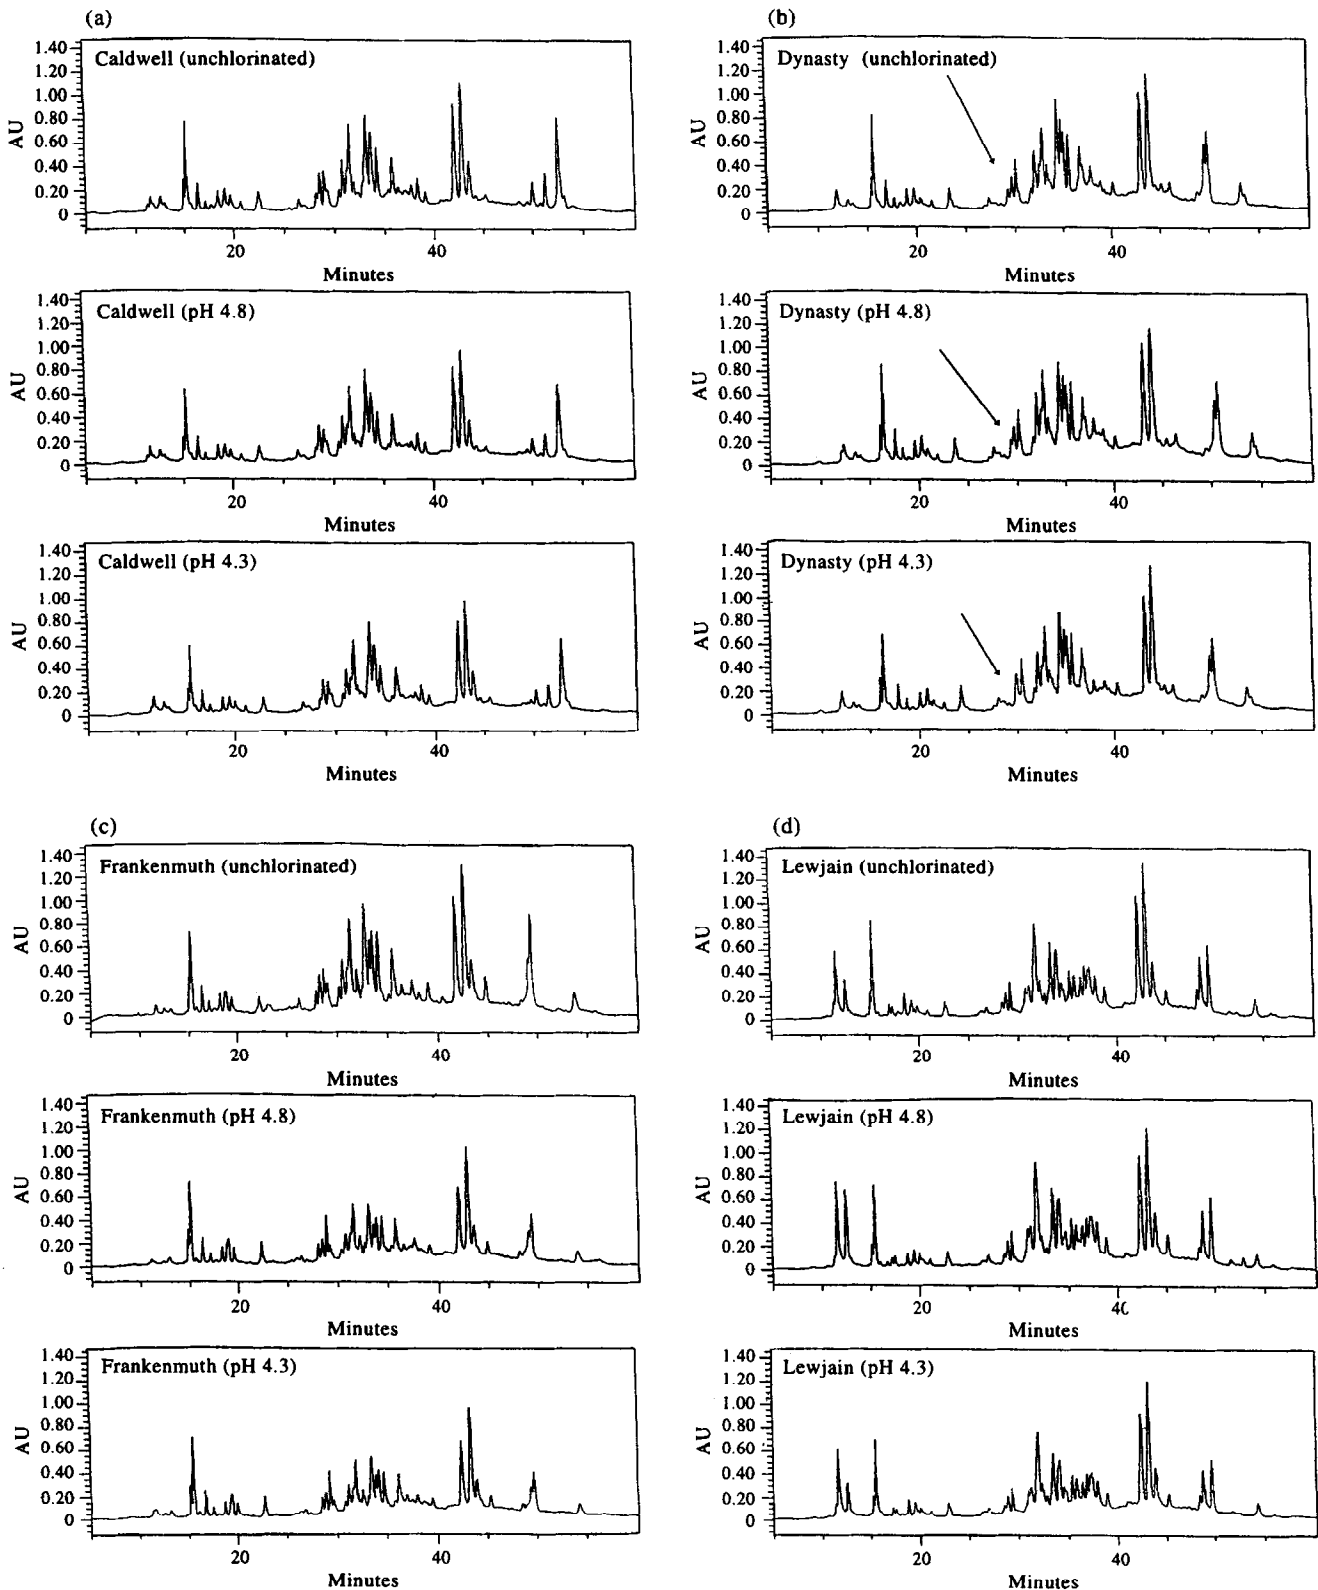 (a)
Caldwell (unchlorinated)
1.40
1.20
1.00
0.80
0.60
0.40
0.20
0
AU
20 40
Minutes
Caldwell (pH 4.8)
1.40
1.20
1.00
0.80
0.60
0.40
0.20
0
AU
20 40
Minutes
Caldwell (pH 4.3)
1.40
1.20
1.00
0.80
0.60
0.40
0.20
0
AU
20 40
Minutes
(b)
Dynasty (unchlorinated)
1.40
1.20
1.00
0.80
0.60
0.40
0.20
0
AU
20 40
Minutes
Dynasty (pH 4.8)
1.40
1.20
1.00
0.80
0.60
0.40
0.20
0
AU
20 40
Minutes
Dynasty (pH 4.3)
1.40
1.20
1.00
0.80
0.60
0.40
0.20
0
AU
20 40
Minutes
(c)
Frankenmuth (unchlorinated)
1.40
1.20
1.00
0.80
0.60
0.40
0.20
0
AU
20 40
Minutes
Frankenmuth (pH 4.8)
1.40
1.20
1.00
0.80
0.60
0.40
0.20
0
AU
20 40
Minutes
Frankenmuth (pH 4.3)
1.40
1.20
1.00
0.80
0.60
0.40
0.20
0
AU
20 40
Minutes
(d)
Lewjain (unchlorinated)
1.40
1.20
1.00
0.80
0.60
0.40
0.20
0
AU
20 40
Minutes
Lewjain (pH 4.8)
1.40
1.20
1.00
0.80
0.60
0.40
0.20
0
AU
20 40
Minutes
Lewjain (pH 4.3)
1.40
1.20
1.00
0.80
0.60
0.40
0.20
0
AU
20 40
Minutes